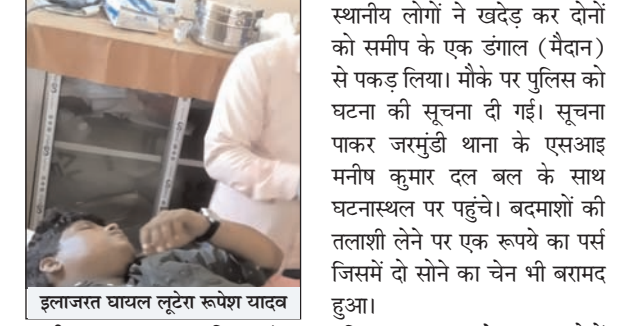 स्थानीय लोगों ने खदेड़ कर दोनों
को समीप के एक डंगाल (मैदान)
से पकड़ लिया। मौके पर पुलिस को
घटना की सूचना दी गई। सूचना
पाकर जरमुंडी थाना के एसआइ
मनीष कुमार दल बल के साथ
घटनास्थल पर पहुंचे। बदमाशों की
तलाशी लेने पर एक रूपये का पर्स
जिसमें दो सोने का चेन भी बरामद
हुआ।
इलाजरत घायल लूटेरा रूपेश यादव